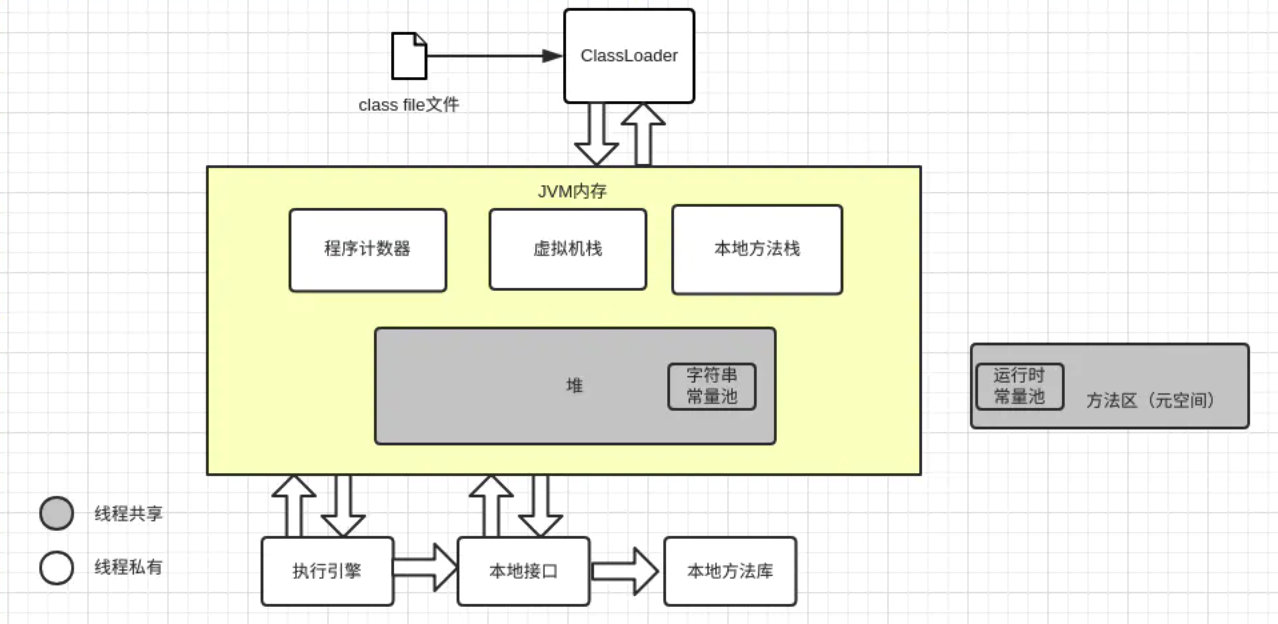 ClassLoader
class file文件
JVM内存
程序计数器
虚拟机栈
本地方法栈
堆
字符串
常量池
运行时
常量池
方法区（元空间）
线程共享
线程私有
执行引擎
本地接口
本地方法库